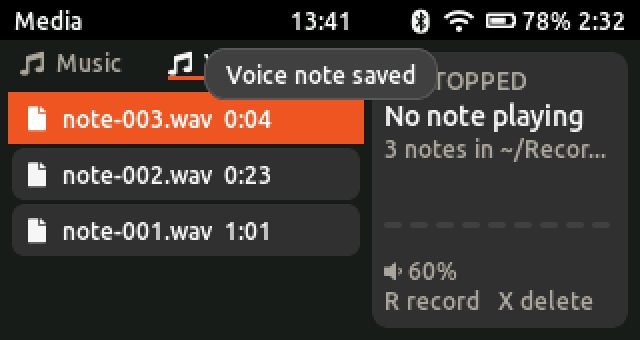 Media 13:41 78% 2:32
Music
Voice note saved
TOPPED
note-003.wav 0:04
No note playing
3 notes in ~/Recor...
note-002.wav 0:23
note-001.wav 1:01
60%
R record X delete